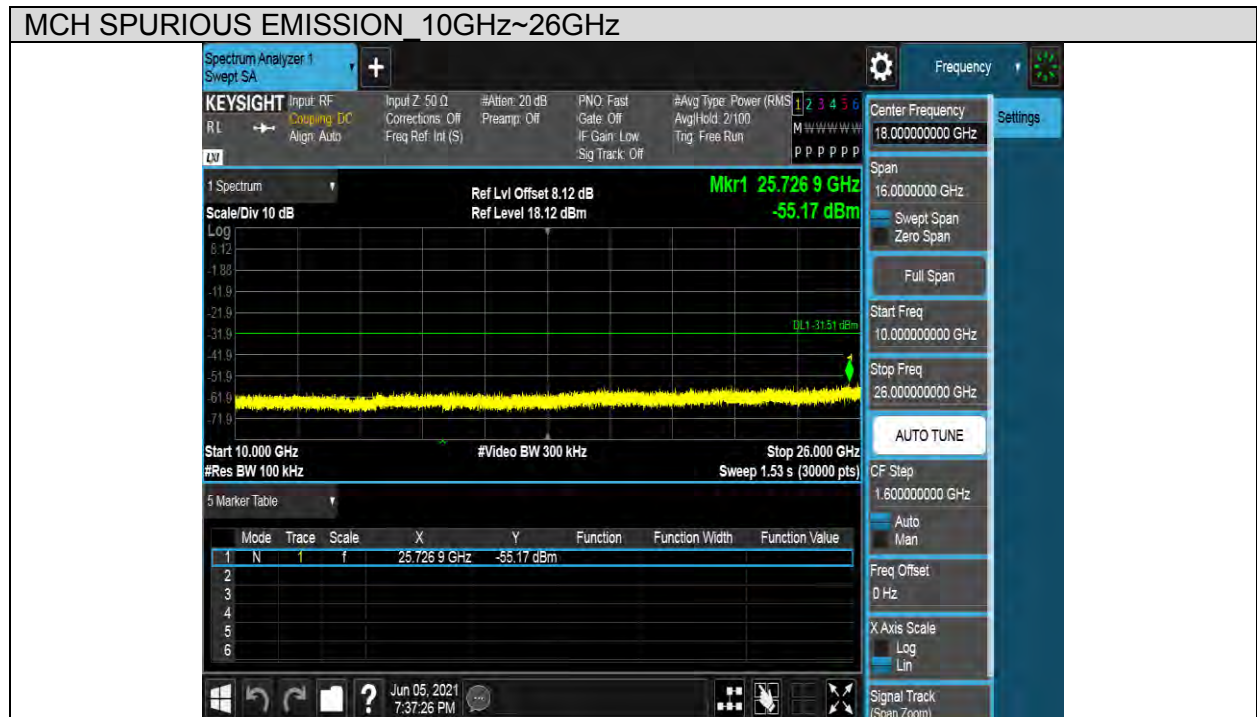 MCH SPURIOUS EMISSION_10GHz~26GHz
Spectrum Analyzer 1
Swept SA
+
Frequency
KEYSIGHT
RL
LXI
Input: RF
Coupling: DC
Align: Auto
Input Z: 50 Ω
Corrections: Off
Freq Ref: Int (S)
#Atten: 20 dB
Preamp: Off
PNO: Fast
Gate: Off
IF Gain: Low
Sig Track: Off
#Avg Type: Power (RMS
Avg|Hold: 2/100
Trig: Free Run
1 2 3 4 5 6
M W W W W W
P P P P P P
1 Spectrum
Scale/Div 10 dB
Ref Lvl Offset 8.12 dB
Ref Level 18.12 dBm
Mkr1 25.726 9 GHz
-55.17 dBm
Log
8.12
-1.88
-11.9
-21.9
-31.9
-41.9
-51.9
-61.9
-71.9
DL1 -31.51 dBm
1
Start 10.000 GHz
#Video BW 300 kHz
Stop 26.000 GHz
#Res BW 100 kHz
Sweep 1.53 s (30000 pts)
5 Marker Table
Mode Trace Scale X Y Function Function Width Function Value
1 N 1 f 25.726 9 GHz -55.17 dBm
2
3
4
5
6
?
Jun 05, 2021
7:37:26 PM
Center Frequency
18.000000000 GHz
Settings
Span
16.0000000 GHz
Swept Span
Zero Span
Full Span
Start Freq
10.000000000 GHz
Stop Freq
26.000000000 GHz
AUTO TUNE
CF Step
1.600000000 GHz
Auto
Man
Freq Offset
0 Hz
X Axis Scale
Log
Lin
Signal Track
(Span Zoom)